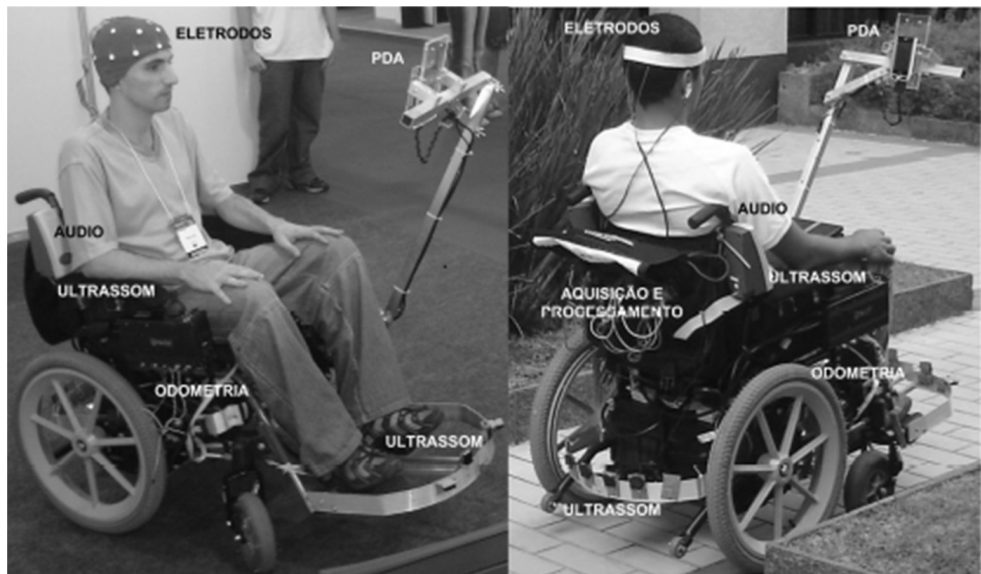 ELETRODOS
PDA
AUDIO
ULTRASSOM
ODOMETRIA
ULTRASSOM
ELETRODOS
PDA
AUDIO
ULTRASSOM
AQUISIÇÃO E
PROCESSAMENTO
ODOMETRIA
ULTRASSOM